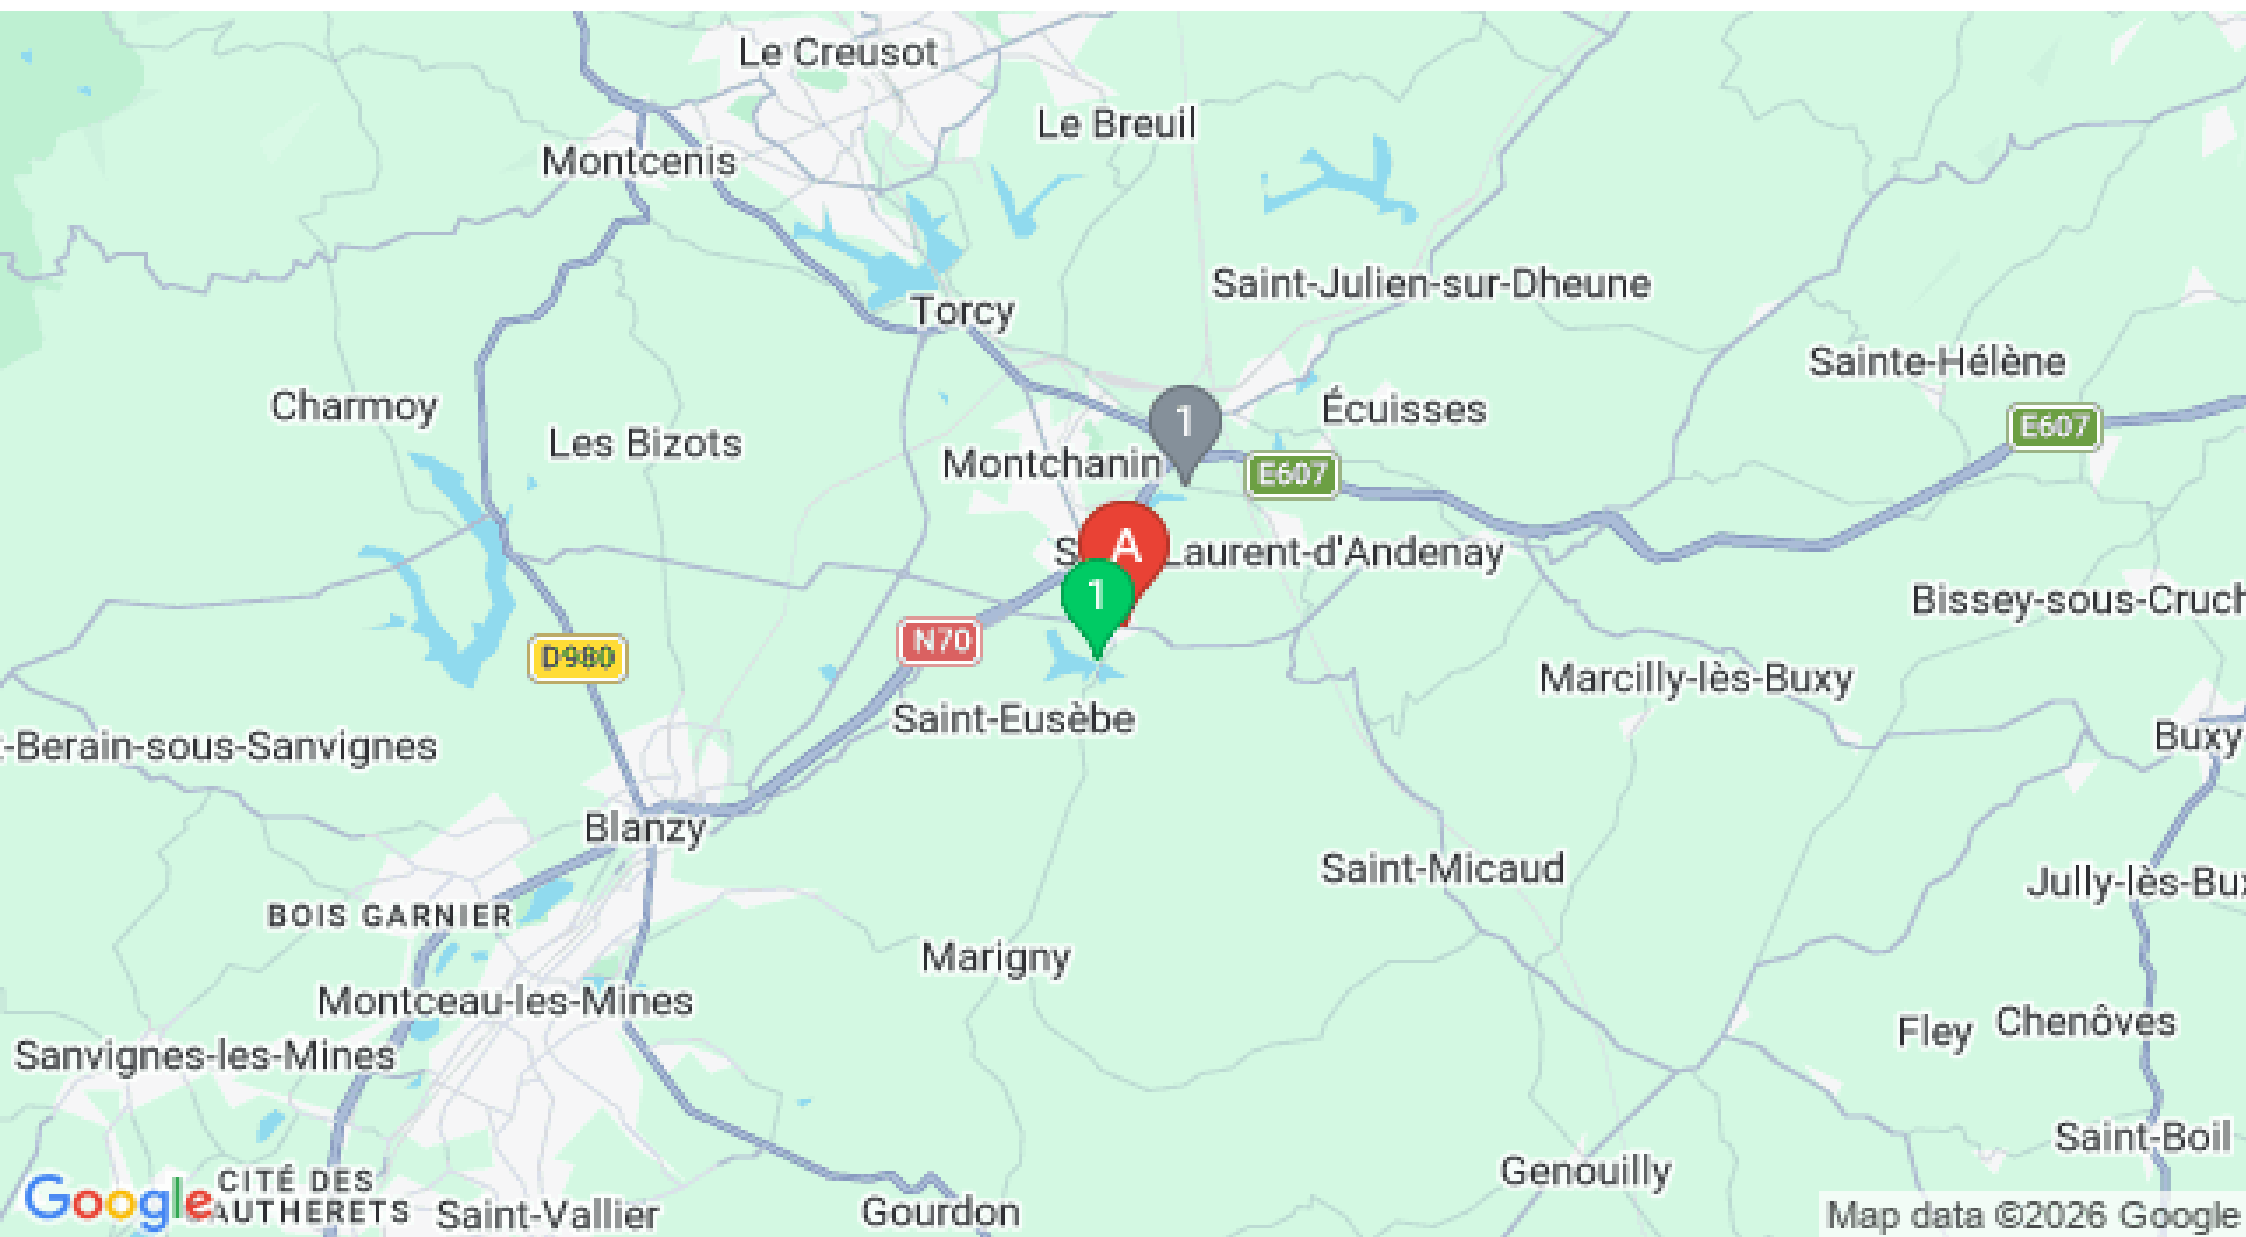 Le Creusot
Le Breuil
Montcenis
Saint-Julien-sur-Dheune
Torcy
Sainte-Hélène
Charmoy
Écuisses
1
E607
Les Bizots
Montchanin
E607
A
S Laurent-d'Andenay
1
Bissey-sous-Cruch
N70
D980
Marcilly-lès-Buxy
Saint-Eusèbe
t-Berain-sous-Sanvignes
Buxy
Blanzy
Saint-Micaud
Jully-lès-Bux
BOIS GARNIER
Marigny
Montceau-les-Mines
Fley
Chenôves
Sanvignes-les-Mines
Saint-Boil
Genouilly
CITÉ DES
AUTHERETS
Google
Saint-Vallier
Gourdon
Map data ©2026 Google